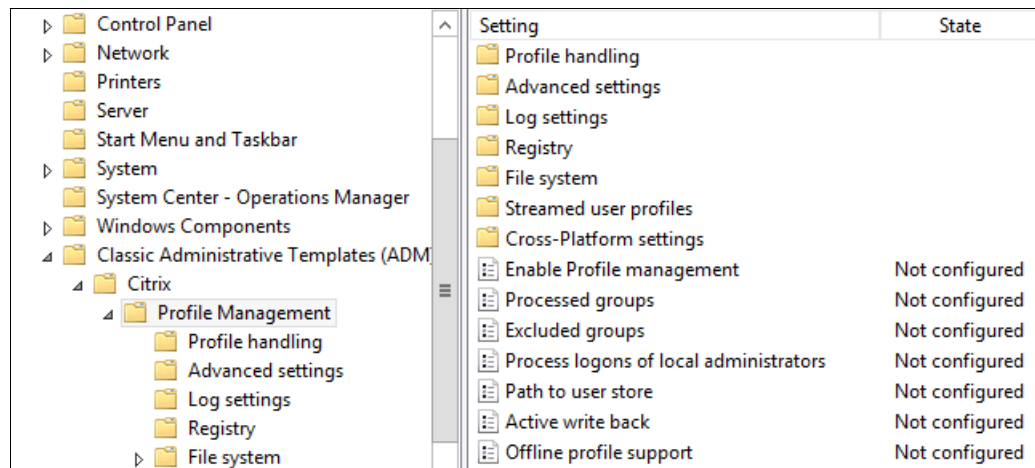 Control Panel
Network
Printers
Server
Start Menu and Taskbar
System
System Center - Operations Manager
Windows Components
Classic Administrative Templates (ADM
Citrix
Profile Management
Profile handling
Advanced settings
Log settings
Registry
File system
Setting State
Profile handling
Advanced settings
Log settings
Registry
File system
Streamed user profiles
Cross-Platform settings
Enable Profile management Not configured
Processed groups Not configured
Excluded groups Not configured
Process logons of local administrators Not configured
Path to user store Not configured
Active write back Not configured
Offline profile support Not configured